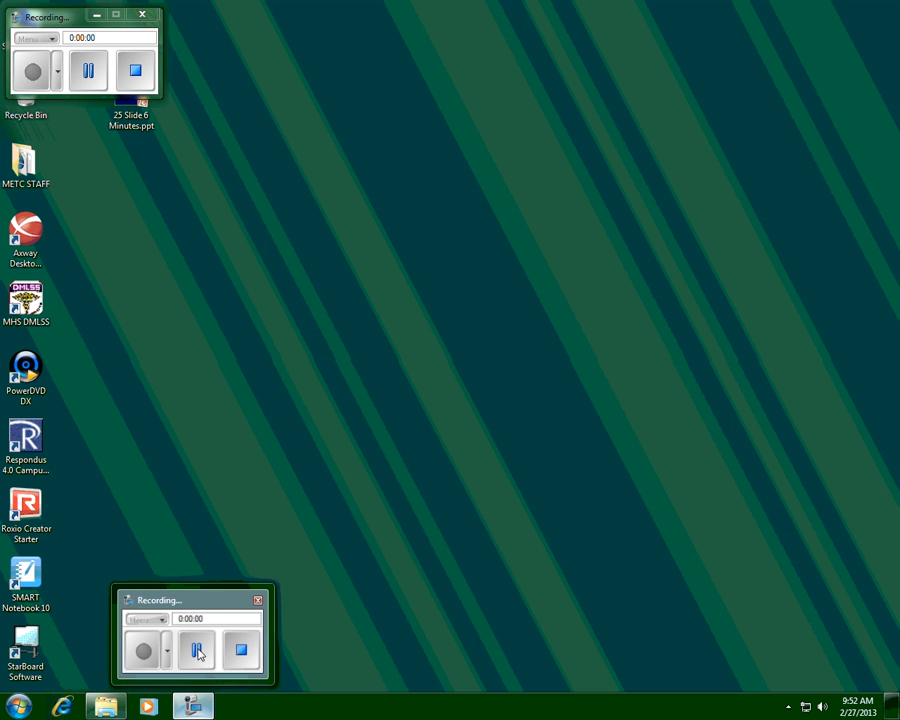 Recording...
Menu
0:00:00
Recycle Bin
25 Slide 6
Minutes.ppt
METC STAFF
Axway
Deskto...
DMLSS
MHS DMLSS
PowerDVD
DX
R
Respondus
4.0 Campu...
R
Roxio Creator
Starter
SMART
Notebook 10
StarBoard
Software
Recording...
Menu
0:00:00
9:52 AM
2/27/2013